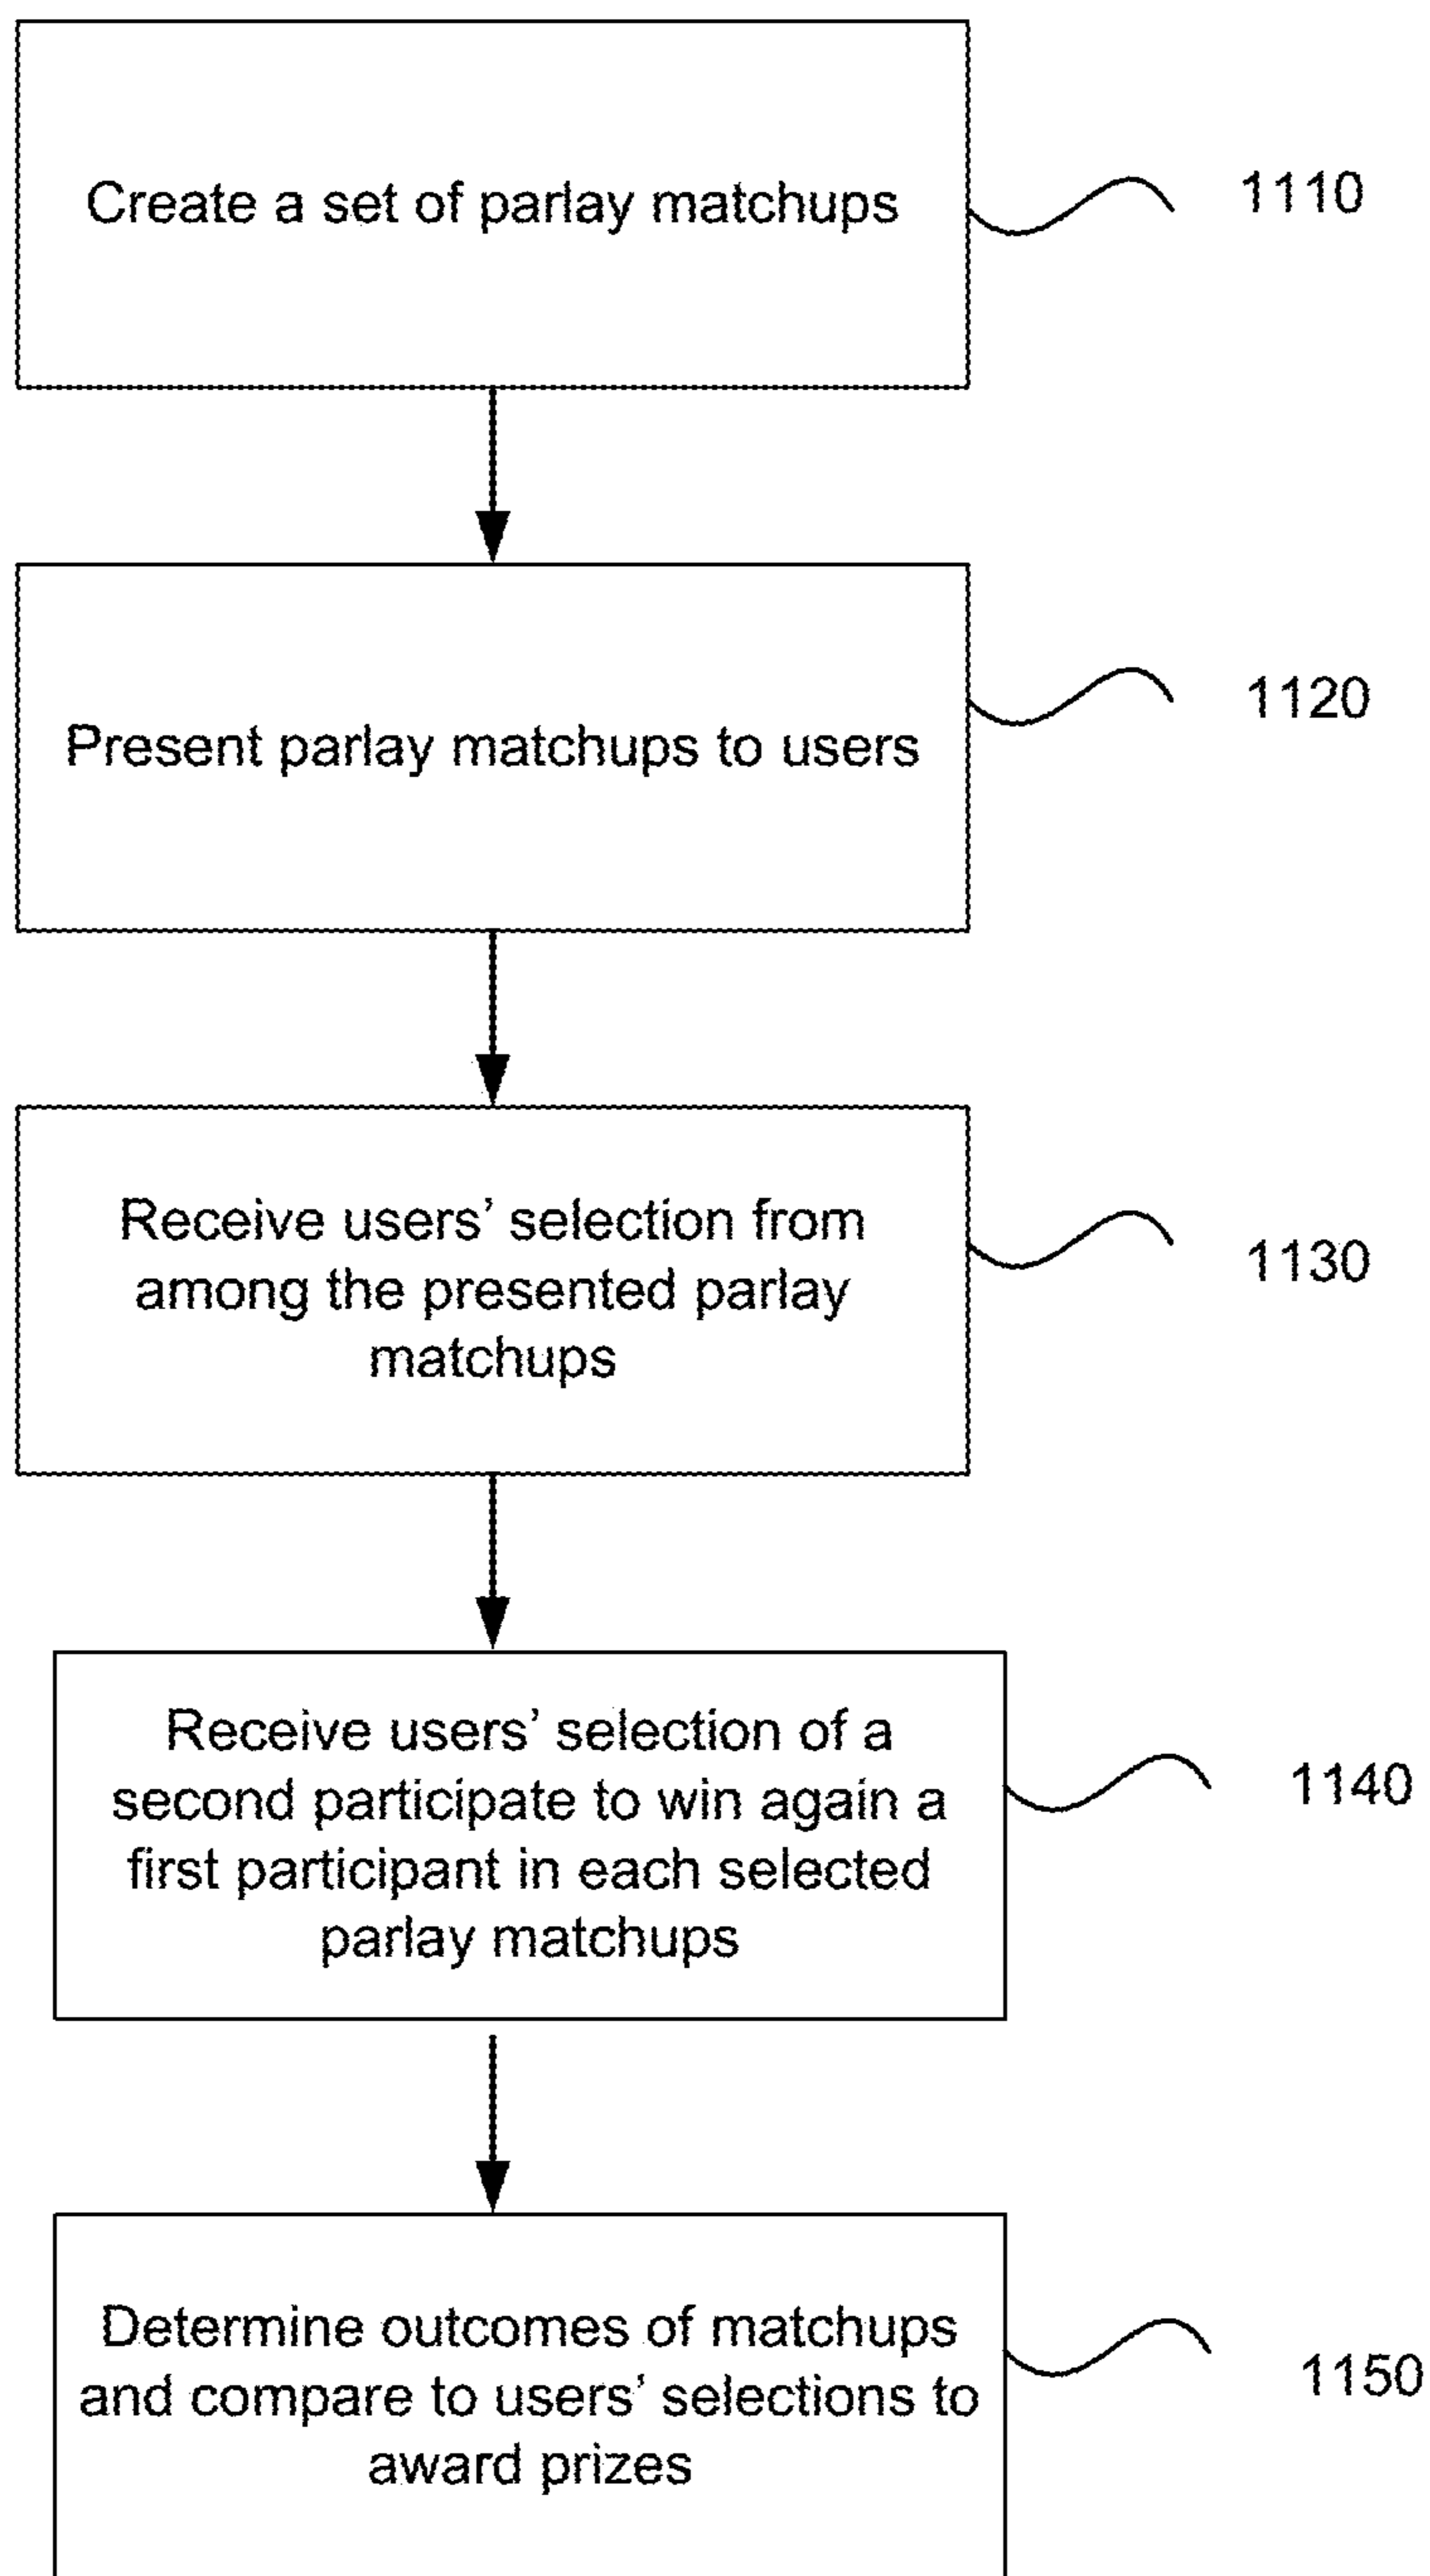 Create a set of parlay matchups
1110
Present parlay matchups to users
1120
Receive users’ selection from
among the presented parlay
matchups
1130
Receive users’ selection of a
second participate to win again a
first participant in each selected
parlay matchups
1140
Determine outcomes of matchups
and compare to users’ selections to
award prizes
1150